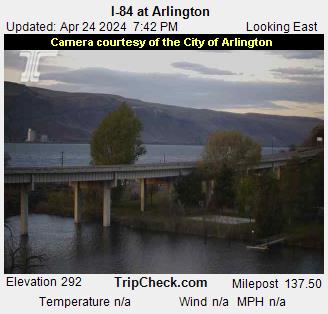 I-84 at Arlington
Updated: Apr 24 2024 7:42 PM Looking East
Camera courtesy of the City of Arlington
Elevation 292 TripCheck.com Milepost 137.50
Temperature n/a Wind n/a MPH n/a